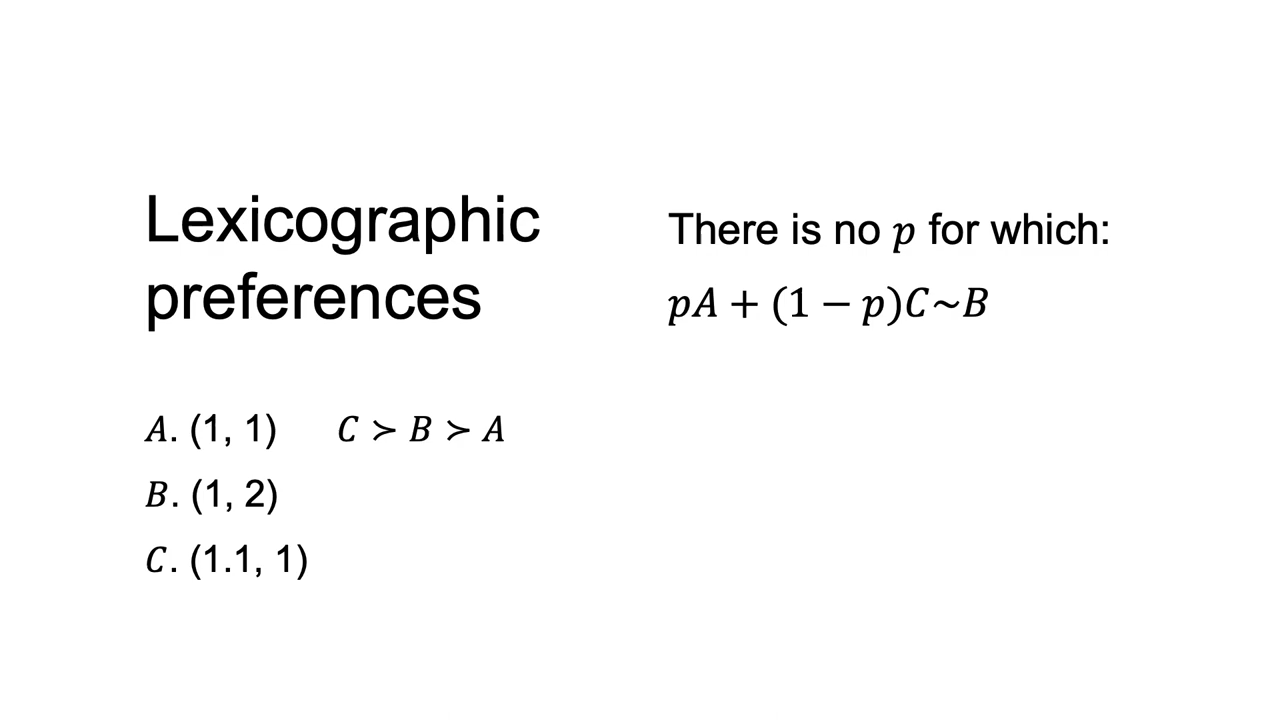 Lexicographic
preferences
A. (1, 1)
C ≻ B ≻ A
B. (1, 2)
C. (1.1, 1)
There is no p for which:
pA + (1 − p)C~B